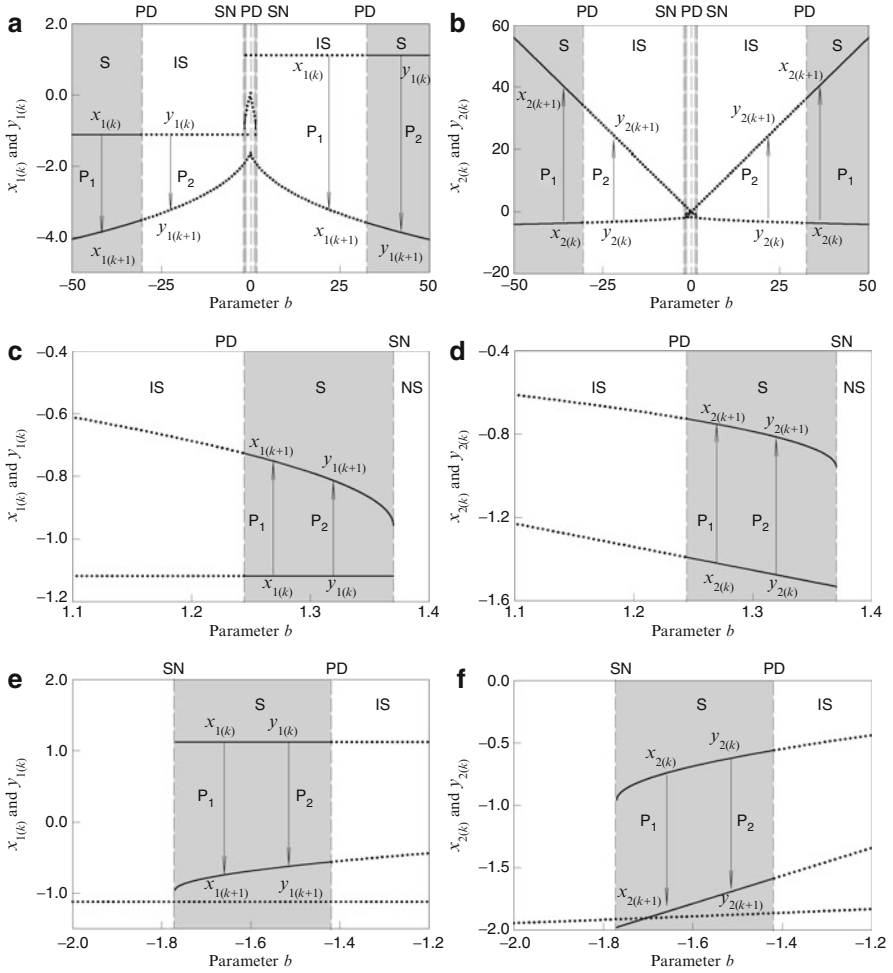 a
PD SN PD SN PD
2.0
0.0
−2.0
−4.0
x1(k) and y1(k)
S IS IS S
x1(k) y1(k) x1(k) y1(k)
P1 P2 P1 P2
x1(k+1) y1(k+1) x1(k+1) y1(k+1)
−50 −25 0 25 50
Parameter b
b
PD SN PD SN PD
60
40
20
0
−20
x2(k) and y2(k)
S IS IS S
x2(k+1) y2(k+1) y2(k+1) x2(k+1)
P1 P2 P2 P1
x2(k) y2(k) y2(k) x2(k)
−50 −25 0 25 50
Parameter b
c
PD SN
−0.4
−0.6
−0.8
−1.0
−1.2
x1(k) and y1(k)
IS S NS
x1(k+1) y1(k+1)
P1 P2
x1(k) y1(k)
1.1 1.2 1.3 1.4
Parameter b
d
PD SN
−0.4
−0.8
−1.2
−1.6
x2(k) and y2(k)
IS S NS
x2(k+1) y2(k+1)
P1 P2
x2(k) y2(k)
1.1 1.2 1.3 1.4
Parameter b
e
SN PD
2.0
1.0
0.0
−1.0
x1(k) and y1(k)
S IS
x1(k) y1(k)
P1 P2
x1(k+1) y1(k+1)
−2.0 −1.8 −1.6 −1.4 −1.2
Parameter b
f
SN PD
0.0
−0.5
−1.0
−1.5
−2.0
x2(k) and y2(k)
S IS
x2(k) y2(k)
P1 P2
x2(k+1) y2(k+1)
−2.0 −1.8 −1.6 −1.4 −1.2
Parameter b